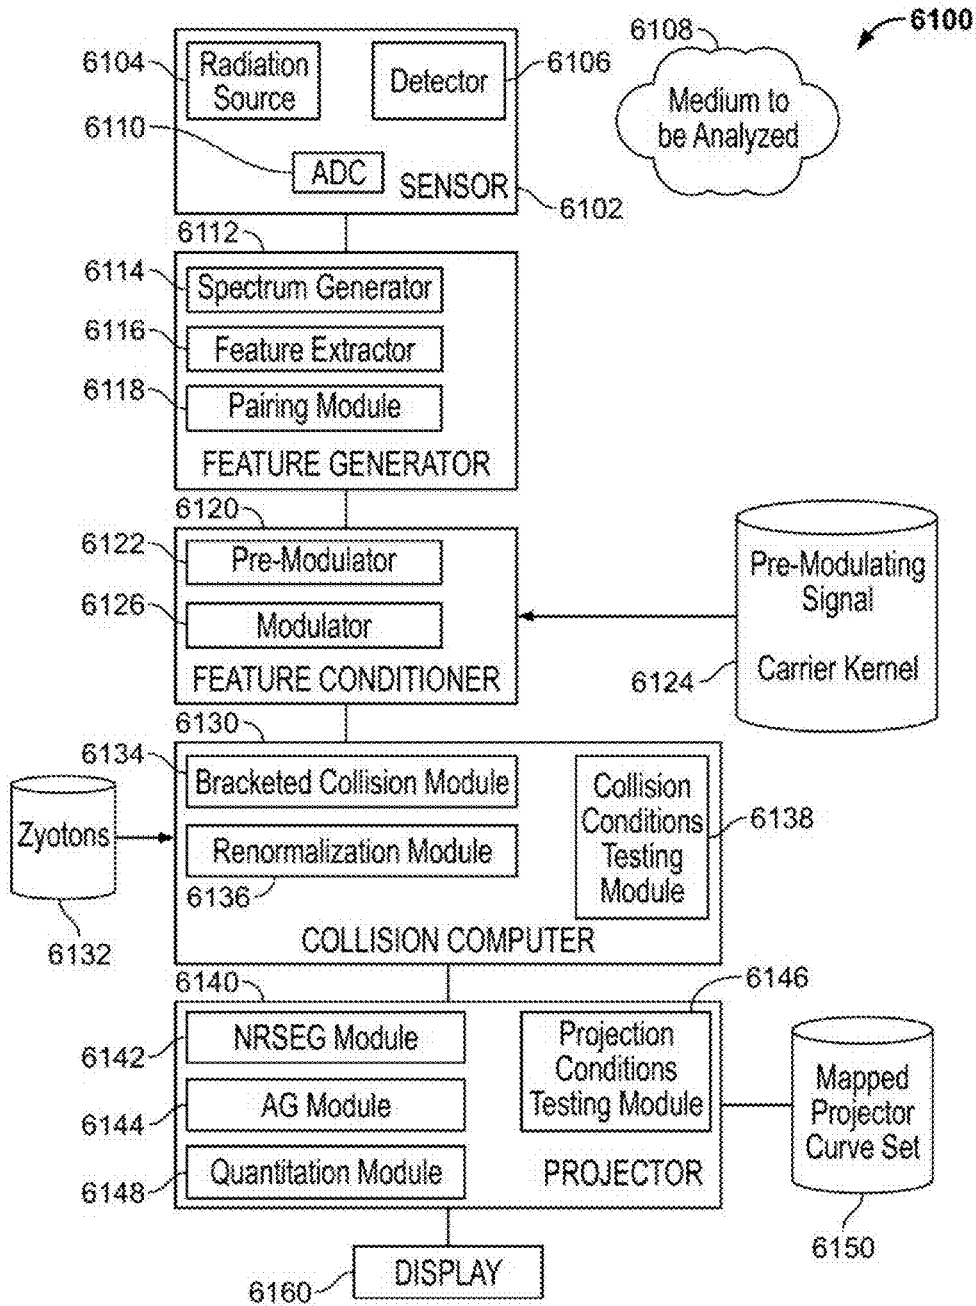 6100
6108
Medium to
be Analyzed
6104
Radiation
Source
Detector
6106
6110
ADC
SENSOR
6102
6112
6114
Spectrum Generator
6116
Feature Extractor
6118
Pairing Module
FEATURE GENERATOR
6120
6122
Pre-Modulator
6126
Modulator
FEATURE CONDITIONER
Pre-Modulating
Signal
Carrier Kernel
6124
6130
6134
Bracketed Collision Module
Renormalization Module
6136
Collision
Conditions
Testing
Module
6138
Zyotons
6132
COLLISION COMPUTER
6140
6142
NRSEG Module
6144
AG Module
6148
Quantitation Module
6146
Projection
Conditions
Testing Module
PROJECTOR
Mapped
Projector
Curve Set
6150
6160
DISPLAY